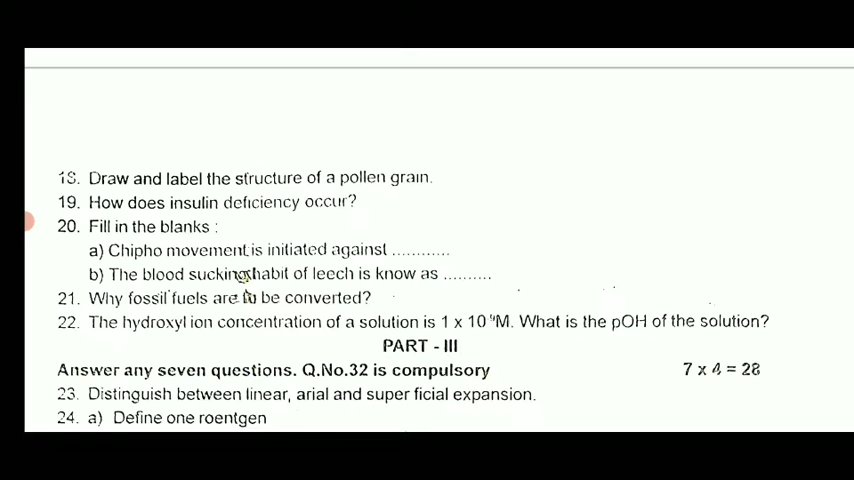 18. Draw and label the structure of a pollen grain.
19. How does insulin deficiency occur?
20. Fill in the blanks :
a) Chipho movement is initiated against ............
b) The blood sucking habit of leech is know as ..........
21. Why fossil fuels are to be converted?
22. The hydroxyl ion concentration of a solution is 1 x 10 M. What is the pOH of the solution?
PART - III
Answer any seven questions. Q.No.32 is compulsory 7 x 4 = 28
23. Distinguish between linear, arial and super ficial expansion.
24. a) Define one roentgen